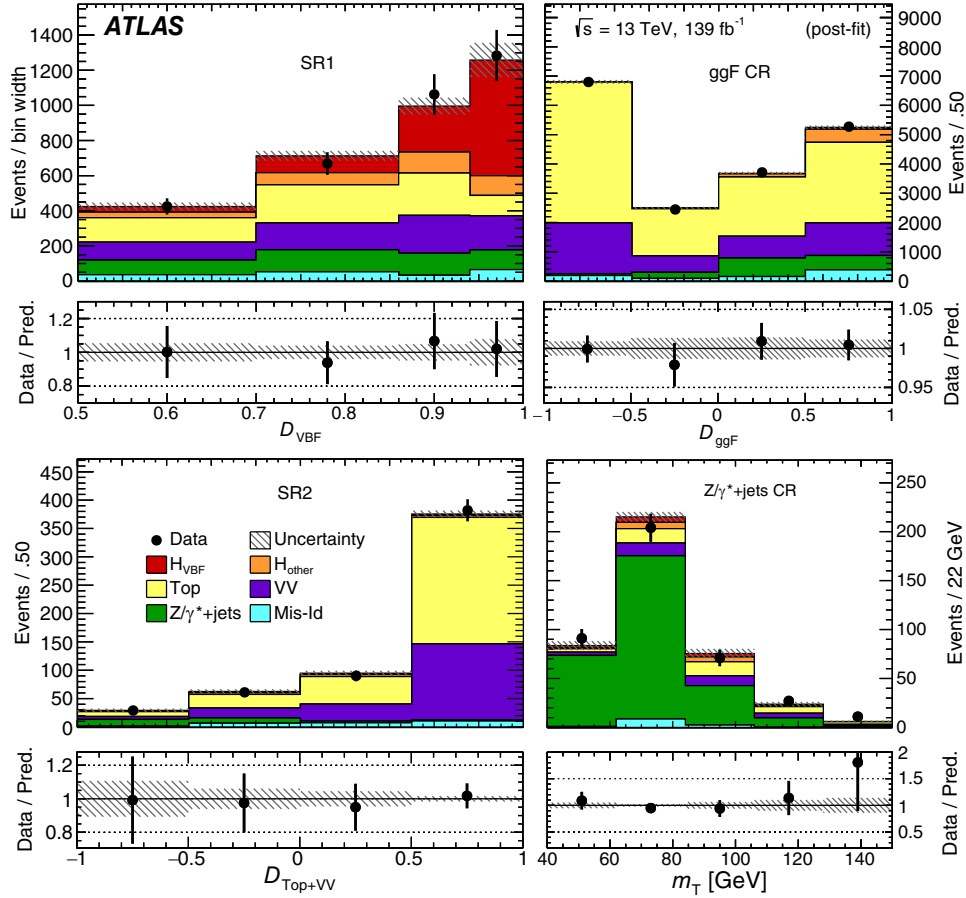 ATLAS
SR1
Events / bin width
0 200 400 600 800 1000 1200 1400
Data / Pred.
0.8 1 1.2
0.5 0.6 0.7 0.8 0.9 1
D_VBF
√s = 13 TeV, 139 fb⁻¹ (post-fit)
ggF CR
Events / .50
0 1000 2000 3000 4000 5000 6000 7000 8000 9000
Data / Pred.
0.95 1 1.05
−1 −0.5 0 0.5 1
D_ggF
SR2
Events / .50
0 50 100 150 200 250 300 350 400 450
Data Uncertainty
H_VBF H_other
Top VV
Z/γ*+jets Mis-Id
Data / Pred.
0.8 1 1.2
−1 −0.5 0 0.5 1
D_Top+VV
Z/γ*+jets CR
Events / 22 GeV
0 50 100 150 200 250
Data / Pred.
0.5 1 1.5 2
40 60 80 100 120 140
m_T [GeV]